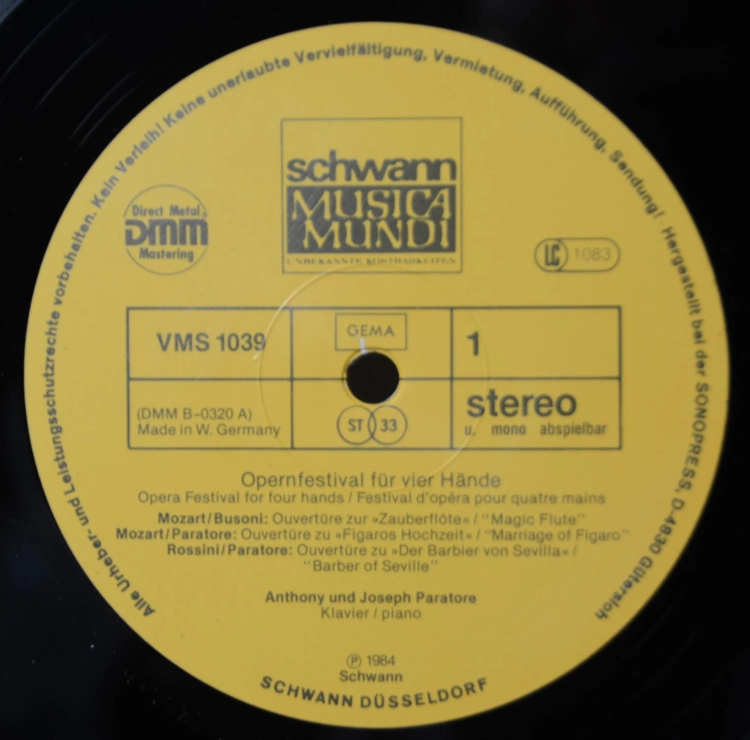 Alle Urheber- und Leistungsschutzrechte vorbehalten. Kein Verleih! Keine unerlaubte Vervielfältigung, Vermietung, Aufführung, Sendung! Hergestellt bei der SONOPRESS, D-4830 Gütersloh
schwann
MUSICA
MUNDI
UNBEKANNTE KOSTBARKEITEN
Direct Metal
DMM
Mastering
LC 1083
VMS 1039
GEMA
1
(DMM B-0320 A)
Made in W. Germany
ST 33
stereo
u. mono abspielbar
Opernfestival für vier Hände
Opera Festival for four hands / Festival d'opéra pour quatre mains
Mozart/Busoni: Ouvertüre zur »Zauberflöte« / "Magic Flute"
Mozart/Paratore: Ouvertüre zu »Figaros Hochzeit« / "Marriage of Figaro"
Rossini/Paratore: Ouvertüre zu »Der Barbier von Sevilla« /
"Barber of Seville"
Anthony und Joseph Paratore
Klavier / piano
Ⓟ 1984
Schwann
SCHWANN DÜSSELDORF